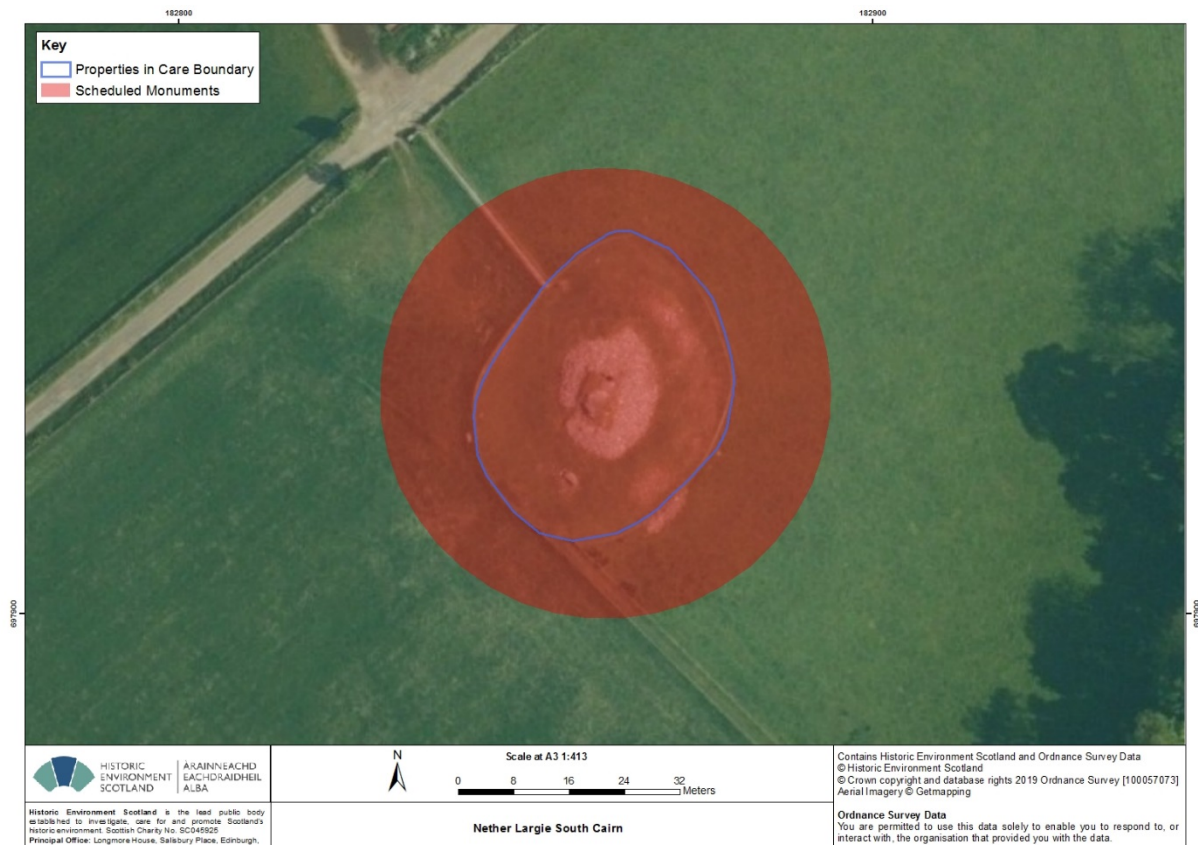 182800
182900
Key
Properties in Care Boundary
Scheduled Monuments
697900
697900
HISTORIC
ENVIRONMENT
SCOTLAND
ÀRAINNEACHD
EACHDRAIDHEIL
ALBA
Historic Environment Scotland is the lead public body
established to investigate, care for and promote Scotland's
historic environment. Scottish Charity No. SC045925
Principal Office: Longmore House, Salisbury Place, Edinburgh,
N
Scale at A3 1:413
0 8 16 24 32
Meters
Nether Largie South Cairn
Contains Historic Environment Scotland and Ordnance Survey Data
© Historic Environment Scotland
© Crown copyright and database rights 2019 Ordnance Survey [100057073]
Aerial Imagery © Getmapping
Ordnance Survey Data
You are permitted to use this data solely to enable you to respond to, or
interact with, the organisation that provided you with the data.